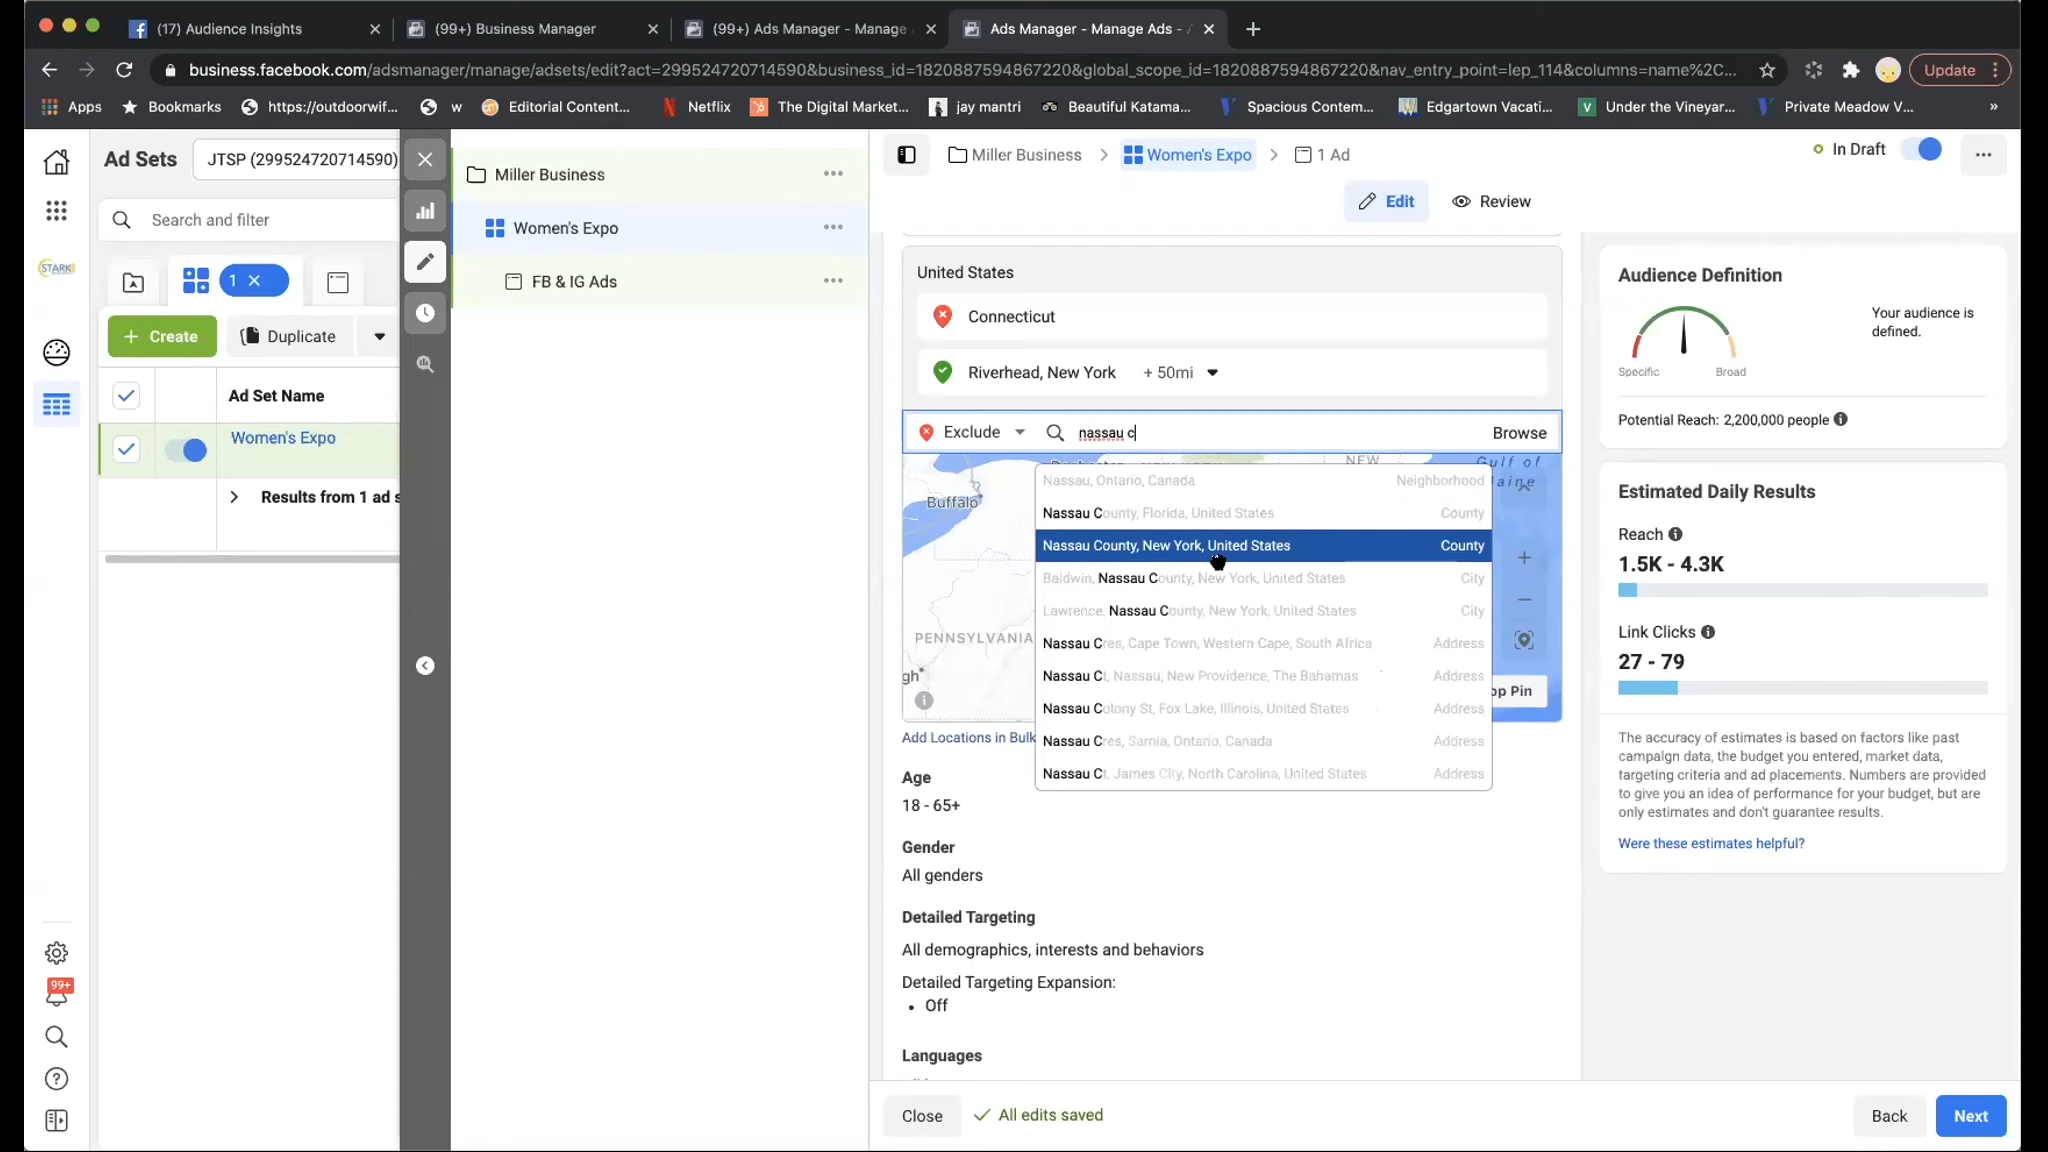 (17) Audience Insights
(99+) Business Manager
(99+) Ads Manager - Manage
Ads Manager - Manage Ads -
business.facebook.com/adsmanager/manage/adsets/edit?act=299524720714590&business_id=1820887594867220&global_scope_id=1820887594867220&nav_entry_point=lep_114&columns=name%2C...
Update
Apps
Bookmarks
https://outdoorwif...
w
Editorial Content...
Netflix
The Digital Market...
jay mantri
Beautiful Katama...
Spacious Contem...
Edgartown Vacati...
Under the Vineyar...
Private Meadow V...
»
Ad Sets
JTSP (299524720714590)
Search and filter
STARK
1
Create
Duplicate
Ad Set Name
Women's Expo
Results from 1 ad s
99+
Miller Business
Women's Expo
FB & IG Ads
Miller Business
Women's Expo
1 Ad
In Draft
Edit
Review
United States
Connecticut
Riverhead, New York + 50mi
Exclude
nassau c
Browse
NEW
Gulf of
Maine
Buffalo
PENNSYLVANIA
gh
Nassau, Ontario, Canada Neighborhood
Nassau County, Florida, United States County
Nassau County, New York, United States County
Baldwin, Nassau County, New York, United States City
Lawrence, Nassau County, New York, United States City
Nassau Cres, Cape Town, Western Cape, South Africa Address
Nassau Ct, Nassau, New Providence, The Bahamas Address
Nassau Colony St, Fox Lake, Illinois, United States Address
Nassau Cres, Sarnia, Ontario, Canada Address
Nassau Ct, James City, North Carolina, United States Address
op Pin
Add Locations in Bulk
Age
18 - 65+
Gender
All genders
Detailed Targeting
All demographics, interests and behaviors
Detailed Targeting Expansion:
• Off
Languages
Close
All edits saved
Back
Next
Audience Definition
Your audience is
defined.
Specific
Broad
Potential Reach: 2,200,000 people
Estimated Daily Results
Reach
1.5K - 4.3K
Link Clicks
27 - 79
The accuracy of estimates is based on factors like past
campaign data, the budget you entered, market data,
targeting criteria and ad placements. Numbers are provided
to give you an idea of performance for your budget, but are
only estimates and don't guarantee results.
Were these estimates helpful?